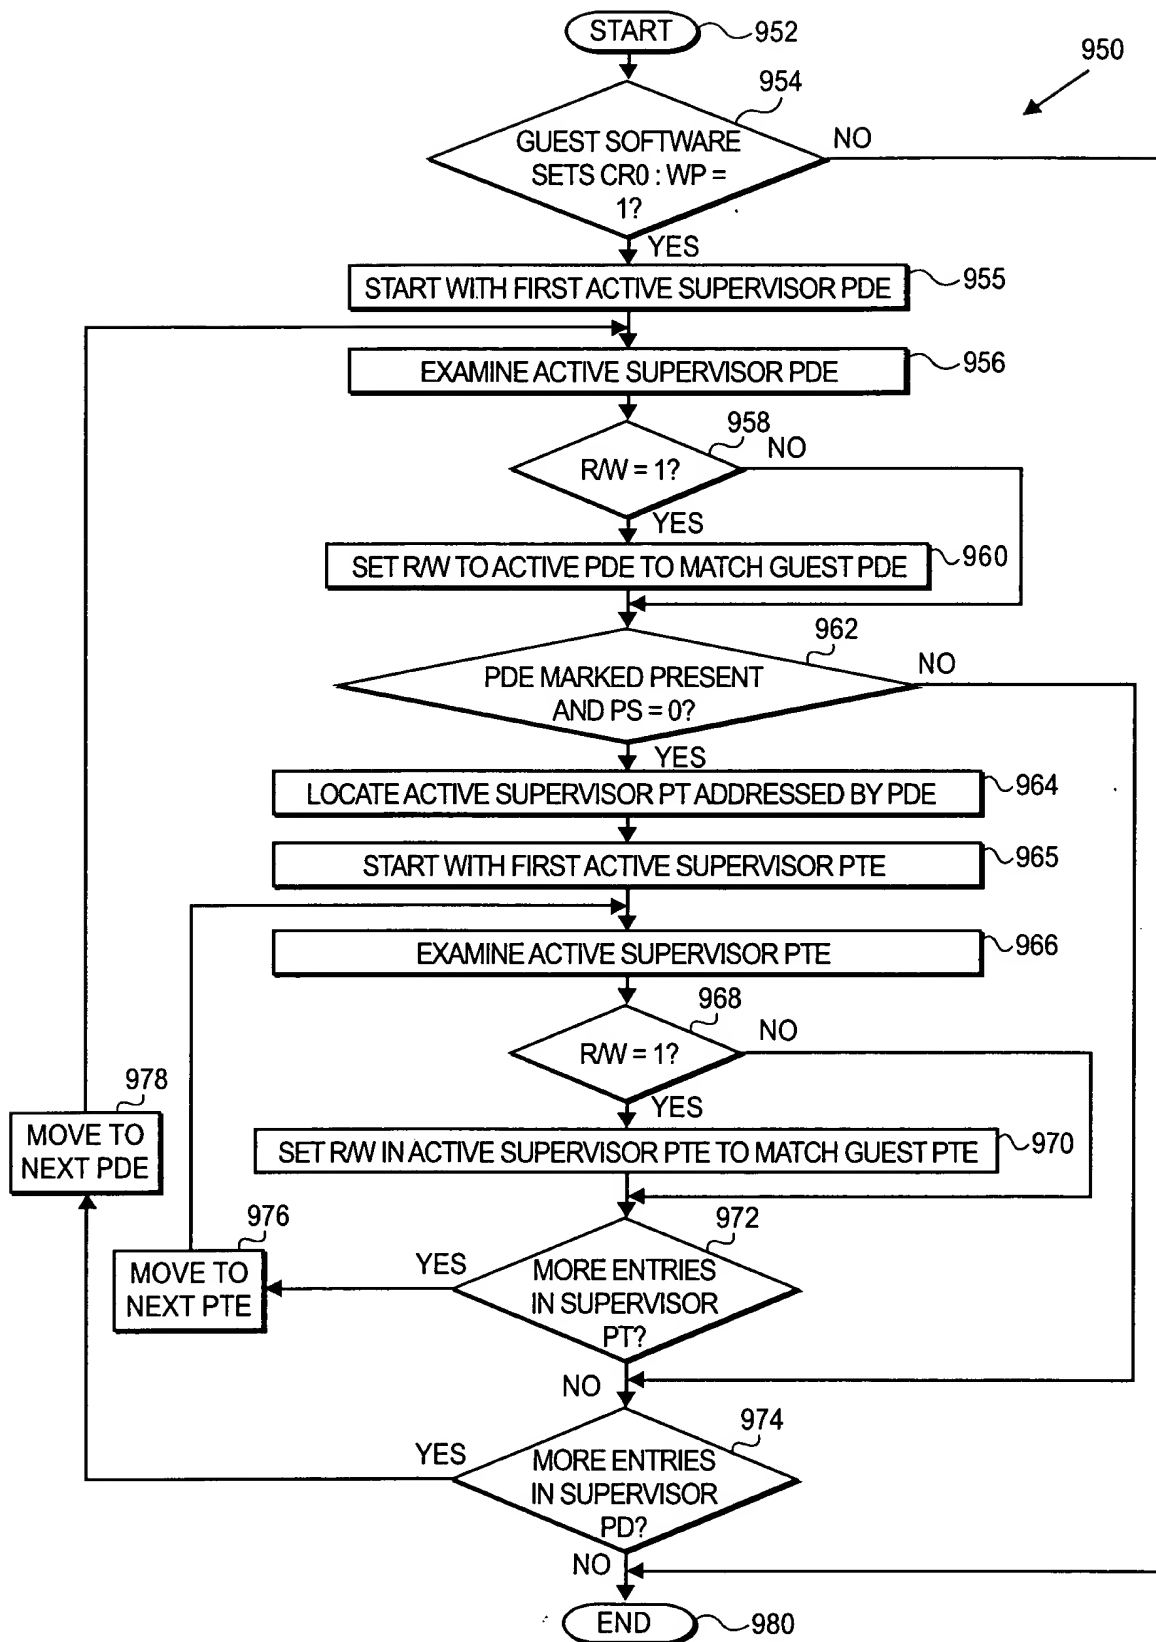 START
952
950
954
GUEST SOFTWARE
SETS CR0 : WP =
1?
NO
YES
START WITH FIRST ACTIVE SUPERVISOR PDE
955
EXAMINE ACTIVE SUPERVISOR PDE
956
958
R/W = 1?
NO
YES
SET R/W TO ACTIVE PDE TO MATCH GUEST PDE
960
962
PDE MARKED PRESENT
AND PS = 0?
NO
YES
LOCATE ACTIVE SUPERVISOR PT ADDRESSED BY PDE
964
START WITH FIRST ACTIVE SUPERVISOR PTE
965
EXAMINE ACTIVE SUPERVISOR PTE
966
968
R/W = 1?
NO
YES
978
MOVE TO
NEXT PDE
SET R/W IN ACTIVE SUPERVISOR PTE TO MATCH GUEST PTE
970
976
MOVE TO
NEXT PTE
YES
972
MORE ENTRIES
IN SUPERVISOR
PT?
NO
974
YES
MORE ENTRIES
IN SUPERVISOR
PD?
NO
END
980